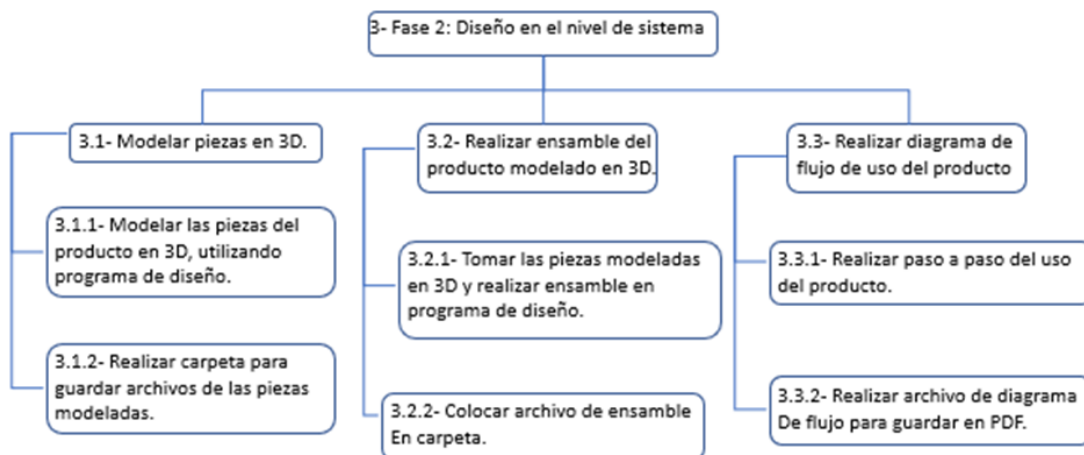 3- Fase 2: Diseño en el nivel de sistema
3.1- Modelar piezas en 3D.
3.2- Realizar ensamble del
producto modelado en 3D.
3.3- Realizar diagrama de
flujo de uso del producto
3.1.1- Modelar las piezas del
producto en 3D, utilizando
programa de diseño.
3.2.1- Tomar las piezas modeladas
en 3D y realizar ensamble en
programa de diseño.
3.3.1- Realizar paso a paso del uso
del producto.
3.1.2- Realizar carpeta para
guardar archivos de las piezas
modeladas.
3.2.2- Colocar archivo de ensamble
En carpeta.
3.3.2- Realizar archivo de diagrama
De flujo para guardar en PDF.